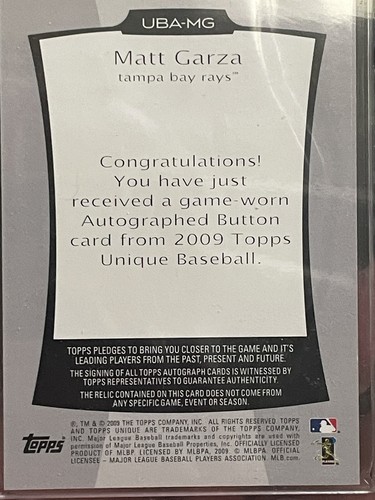 UBA-MG
Matt Garza
tampa bay rays™
Congratulations!
You have just
received a game-worn
Autographed Button
card from 2009 Topps
Unique Baseball.
TOPPS PLEDGES TO BRING YOU CLOSER TO THE GAME AND IT'S
LEADING PLAYERS FROM THE PAST, PRESENT AND FUTURE.
THE SIGNING OF ALL TOPPS AUTOGRAPH CARDS IS WITNESSED BY
TOPPS REPRESENTATIVES TO GUARANTEE AUTHENTICITY.
THE RELIC CONTAINED ON THIS CARD DOES NOT COME FROM
ANY SPECIFIC GAME, EVENT OR SEASON.
®, TM & © 2009 THE TOPPS COMPANY, INC. ALL RIGHTS RESERVED. TOPPS
AND TOPPS UNIQUE ARE TRADEMARKS OF THE TOPPS COMPANY,
INC. Major League Baseball trademarks and copyrights are used with
permission of Major League Baseball Properties, Inc. OFFICIALLY LICENSED
PRODUCT OF MLBP. LICENSED BY MLBPA, 2009. © MLBPA. OFFICIAL
LICENSEE – MAJOR LEAGUE BASEBALL PLAYERS ASSOCIATION. MLB.com
Topps